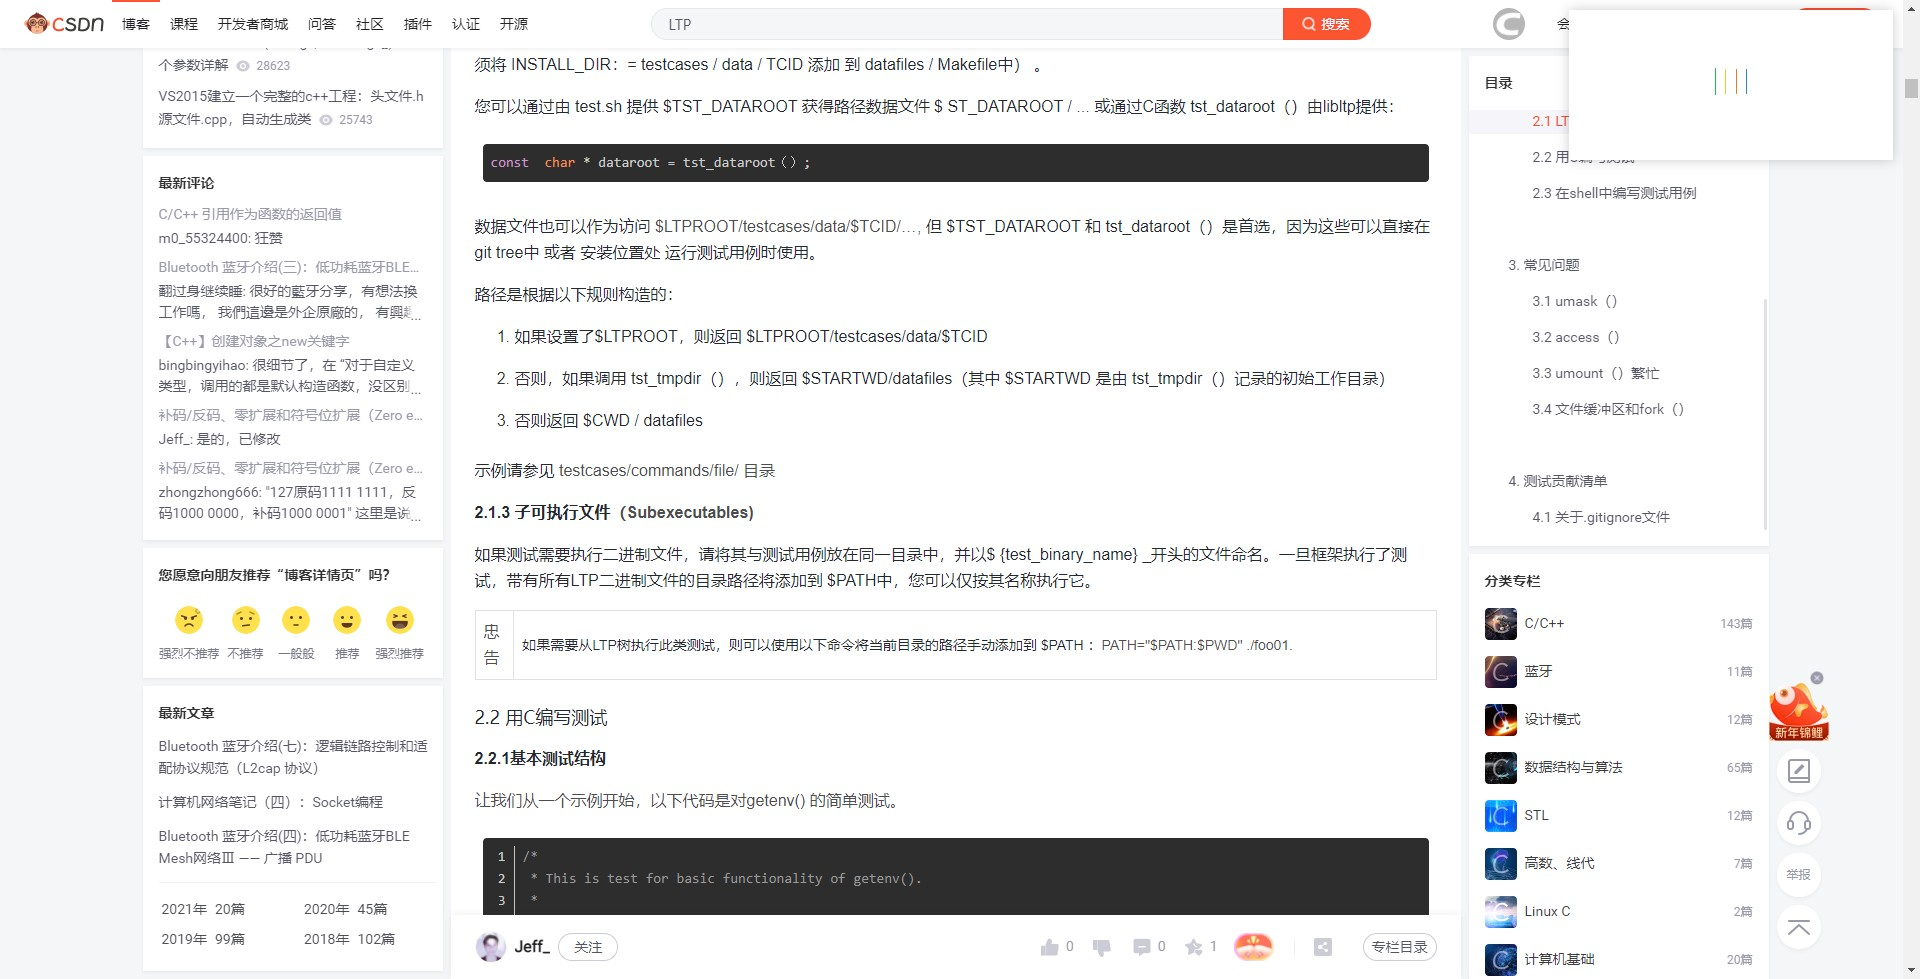 CSDN 博客 课程 开发者商城 问答 社区 插件 认证 开源 LTP 搜索 会
个参数详解 28623
VS2015建立一个完整的c++工程：头文件.h
源文件.cpp，自动生成类 25743
最新评论
C/C++ 引用作为函数的返回值
m0_55324400: 狂赞
Bluetooth 蓝牙介绍(三)：低功耗蓝牙BLE...
翻过身继续睡: 很好的藍牙分享，有想法换
工作嗎， 我們這邊是外企原廠的， 有興...
【C++】创建对象之new关键字
bingbingyihao: 很细节了，在 “对于自定义
类型，调用的都是默认构造函数，没区别...
补码/反码、零扩展和符号位扩展（Zero e...
Jeff_: 是的，已修改
补码/反码、零扩展和符号位扩展（Zero e...
zhongzhong666: "127原码1111 1111，反
码1000 0000，补码1000 0001" 这里是说...
您愿意向朋友推荐“博客详情页”吗？
强烈不推荐 不推荐 一般般 推荐 强烈推荐
最新文章
Bluetooth 蓝牙介绍(七)：逻辑链路控制和适
配协议规范（L2cap 协议）
计算机网络笔记（四）：Socket编程
Bluetooth 蓝牙介绍(四)：低功耗蓝牙BLE
Mesh网络Ⅲ —— 广播 PDU
2021年 20篇 2020年 45篇
2019年 99篇 2018年 102篇
须将 INSTALL_DIR：= testcases / data / TCID 添加 到 datafiles / Makefile中） 。
您可以通过由 test.sh 提供 $TST_DATAROOT 获得路径数据文件 $ ST_DATAROOT / ... 或通过C函数 tst_dataroot（）由libltp提供：
const char * dataroot = tst_dataroot（）;
数据文件也可以作为访问 $LTPROOT/testcases/data/$TCID/…, 但 $TST_DATAROOT 和 tst_dataroot（）是首选，因为这些可以直接在
git tree中 或者 安装位置处 运行测试用例时使用。
路径是根据以下规则构造的：
1. 如果设置了$LTPROOT，则返回 $LTPROOT/testcases/data/$TCID
2. 否则，如果调用 tst_tmpdir（），则返回 $STARTWD/datafiles（其中 $STARTWD 是由 tst_tmpdir（）记录的初始工作目录）
3. 否则返回 $CWD / datafiles
示例请参见 testcases/commands/file/ 目录
2.1.3 子可执行文件（Subexecutables)
如果测试需要执行二进制文件，请将其与测试用例放在同一目录中，并以$ {test_binary_name} _开头的文件命名。一旦框架执行了测
试，带有所有LTP二进制文件的目录路径将添加到 $PATH中，您可以仅按其名称执行它。
忠
告
如果需要从LTP树执行此类测试，则可以使用以下命令将当前目录的路径手动添加到 $PATH ：PATH="$PATH:$PWD" ./foo01.
2.2 用C编写测试
2.2.1基本测试结构
让我们从一个示例开始，以下代码是对getenv() 的简单测试。
1 /*
2 * This is test for basic functionality of getenv().
3 *
Jeff_ 关注 0 0 1 专栏目录
目录
2.1 LT
2.2 用C编写测试
2.3 在shell中编写测试用例
3. 常见问题
3.1 umask（）
3.2 access（）
3.3 umount（）繁忙
3.4 文件缓冲区和fork（）
4. 测试贡献清单
4.1 关于.gitignore文件
分类专栏
C/C++ 143篇
蓝牙 11篇
设计模式 12篇
数据结构与算法 65篇
STL 12篇
高数、线代 7篇
Linux C 2篇
计算机基础 20篇
新年锦鲤
举报